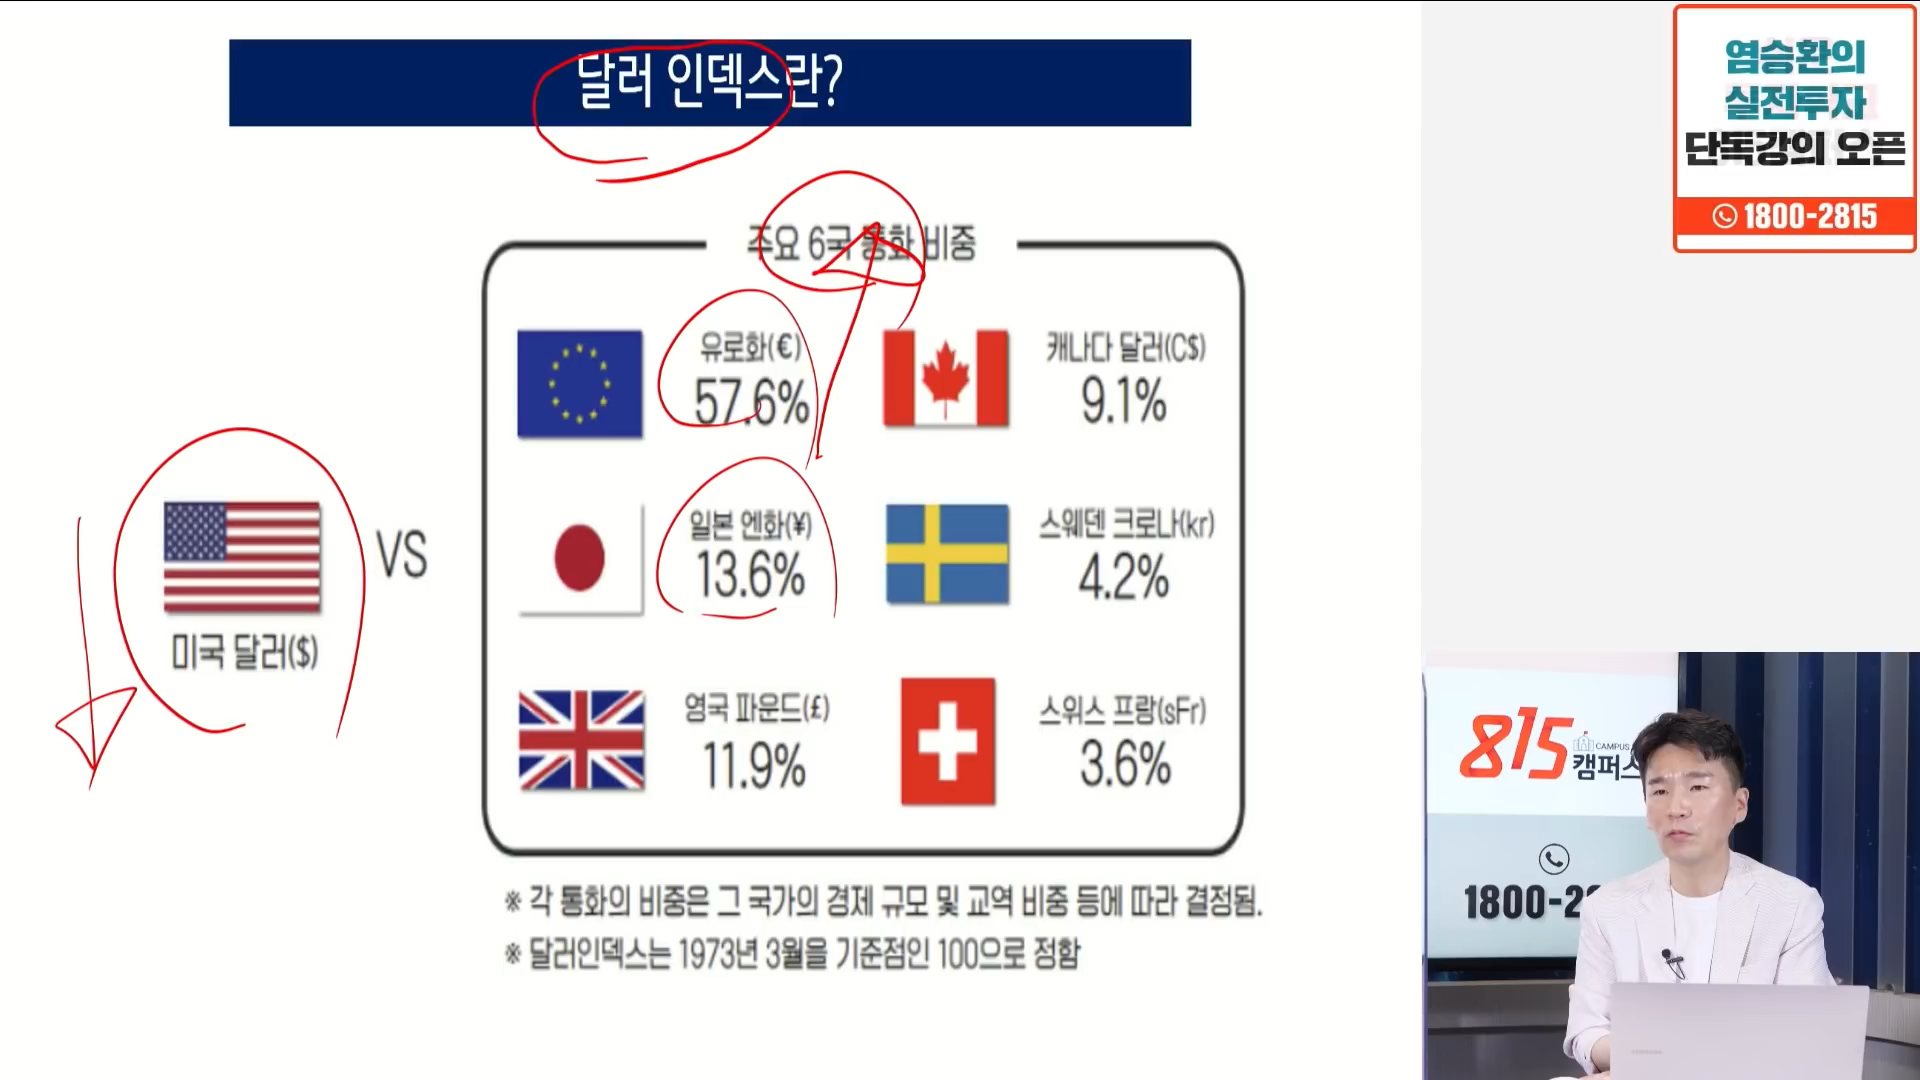 달러 인덱스란?
주요 6국 통화 비중
유로화(€)
57.6%
캐나다 달러(C$)
9.1%
일본 엔화(¥)
13.6%
스웨덴 크로나(kr)
4.2%
영국 파운드(£)
11.9%
스위스 프랑(sFr)
3.6%
미국 달러($)
VS
※ 각 통화의 비중은 그 국가의 경제 규모 및 교역 비중 등에 따라 결정됨.
※ 달러인덱스는 1973년 3월을 기준점인 100으로 정함
염승환의
실전투자
단독강의 오픈
1800-2815
815
CAMPUS
캠퍼스
1800-2